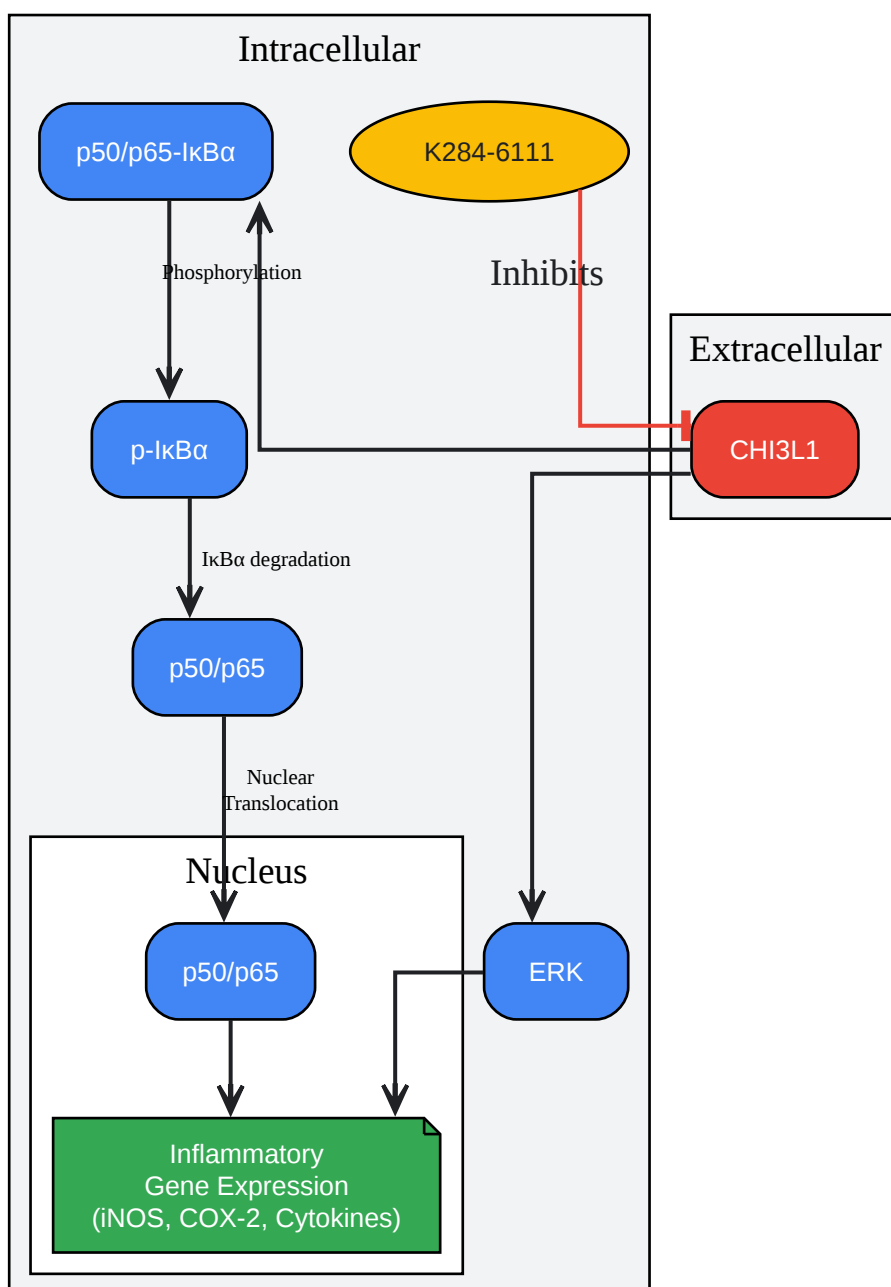 Intracellular
p50/p65-IκBα
K284-6111
Phosphorylation
Inhibits
Extracellular
p-IκBα
CHI3L1
IκBα degradation
p50/p65
Nuclear
Translocation
Nucleus
p50/p65
ERK
Inflammatory
Gene Expression
(iNOS, COX-2, Cytokines)